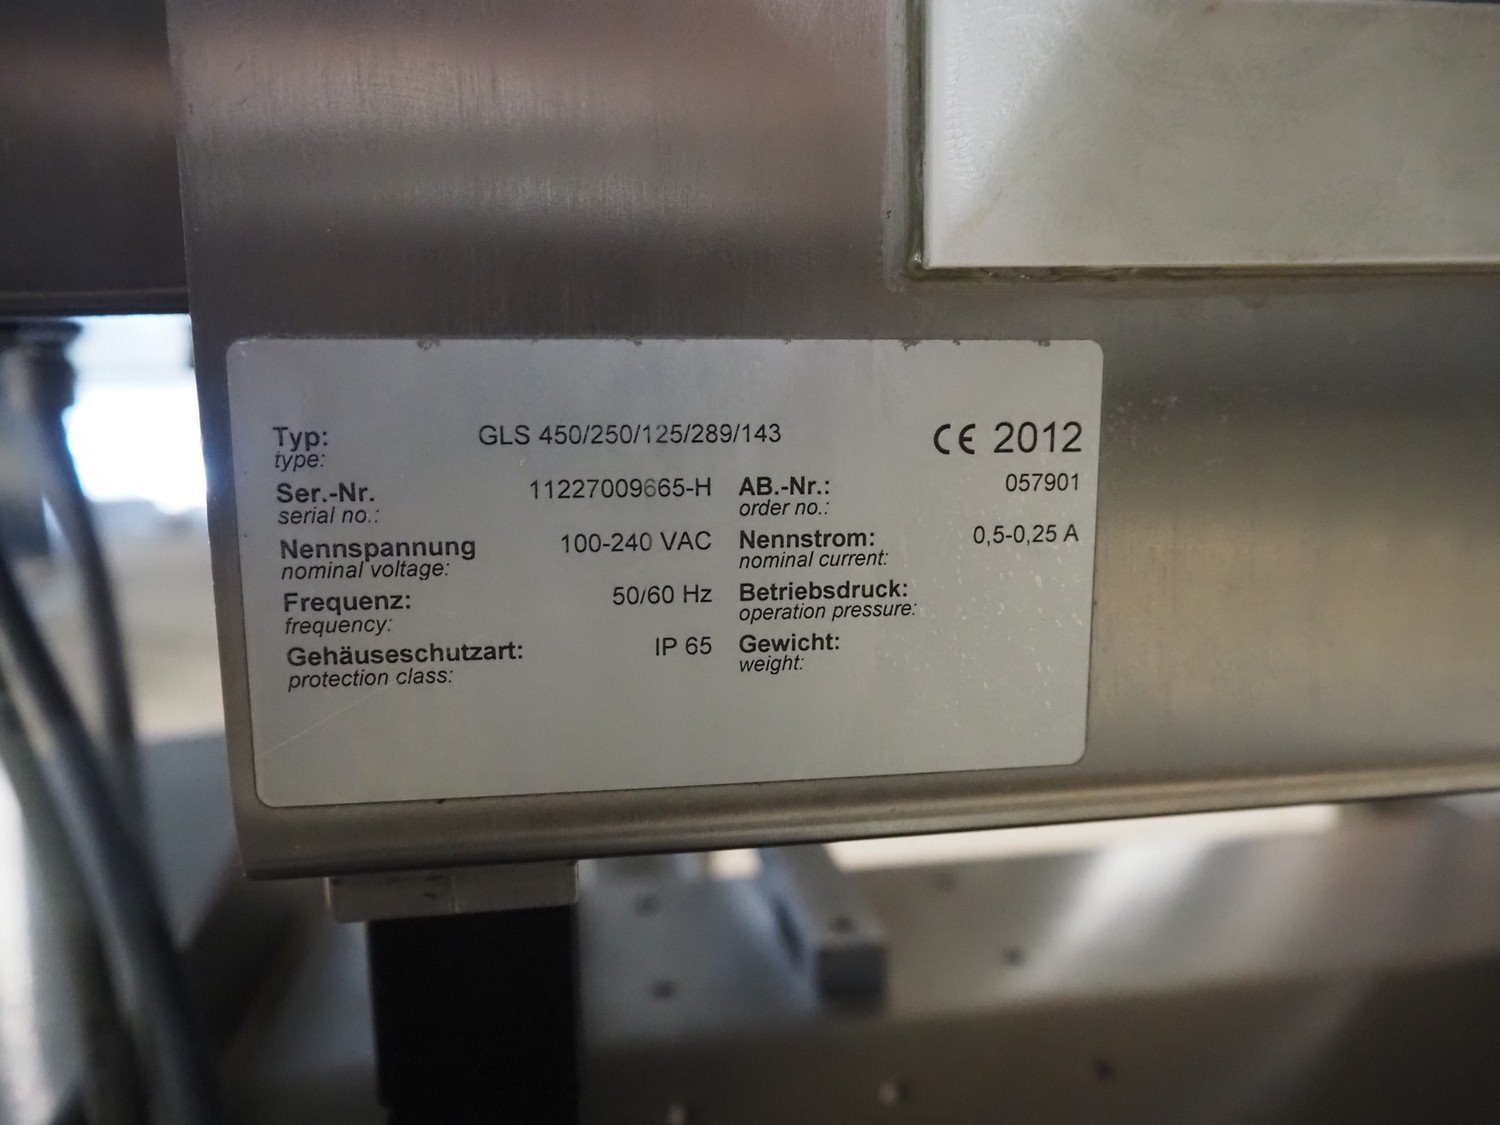 Typ: GLS 450/250/125/289/143 CE 2012
type:
Ser.-Nr. 11227009665-H AB.-Nr.: 057901
serial no.: order no.:
Nennspannung 100-240 VAC Nennstrom: 0,5-0,25 A
nominal voltage: nominal current:
Frequenz: 50/60 Hz Betriebsdruck:
frequency: operation pressure:
Gehäuseschutzart: IP 65 Gewicht:
protection class: weight: